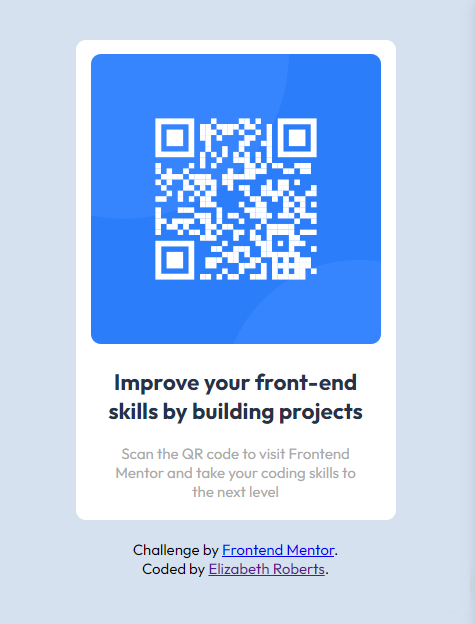 Improve your front-end
skills by building projects
Scan the QR code to visit Frontend
Mentor and take your coding skills to
the next level
Challenge by Frontend Mentor.
Coded by Elizabeth Roberts.